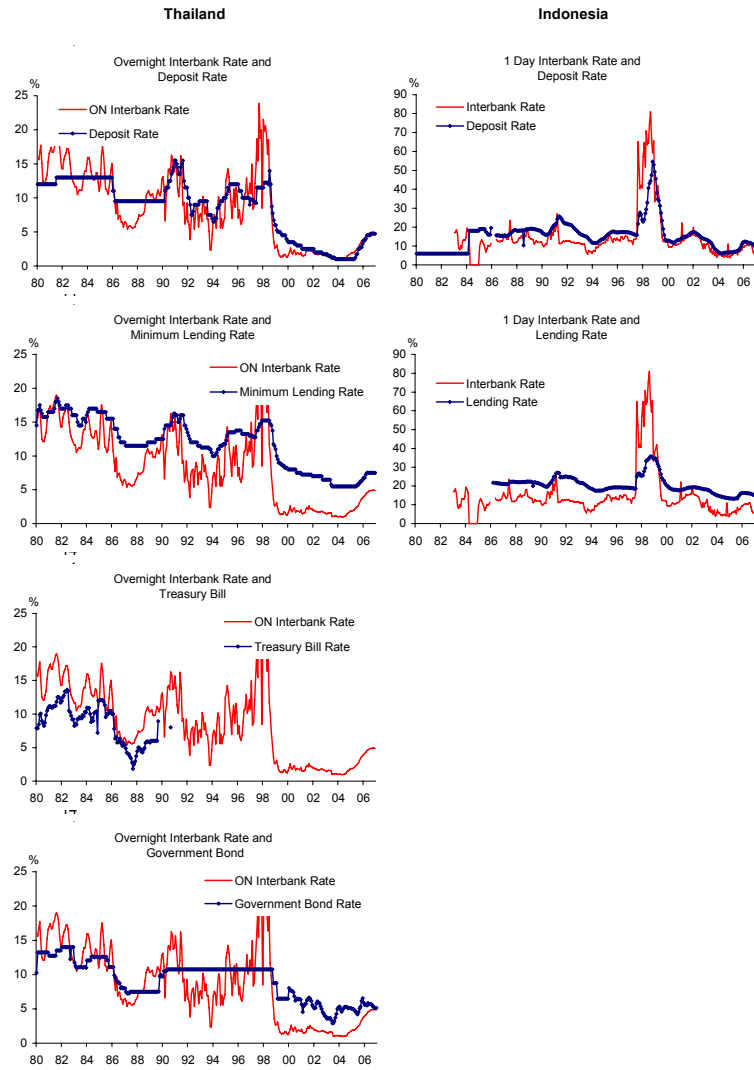 Thailand
Indonesia
Overnight Interbank Rate and
Deposit Rate
%
25
20
15
10
5
0
ON Interbank Rate
Deposit Rate
80 82 84 86 88 90 92 94 96 98 00 02 04 06
1 Day Interbank Rate and
Deposit Rate
%
90
80
70
60
50
40
30
20
10
0
Interbank Rate
Deposit Rate
80 82 84 86 88 90 92 94 96 98 00 02 04 06
Overnight Interbank Rate and
Minimum Lending Rate
%
25
20
15
10
5
0
ON Interbank Rate
Minimum Lending Rate
80 82 84 86 88 90 92 94 96 98 00 02 04 06
1 Day Interbank Rate and
Lending Rate
%
90
80
70
60
50
40
30
20
10
0
Interbank Rate
Lending Rate
80 82 84 86 88 90 92 94 96 98 00 02 04 06
Overnight Interbank Rate and
Treasury Bill
%
25
20
15
10
5
0
ON Interbank Rate
Treasury Bill Rate
80 82 84 86 88 90 92 94 96 98 00 02 04 06
Overnight Interbank Rate and
Government Bond
%
25
20
15
10
5
0
ON Interbank Rate
Government Bond Rate
80 82 84 86 88 90 92 94 96 98 00 02 04 06